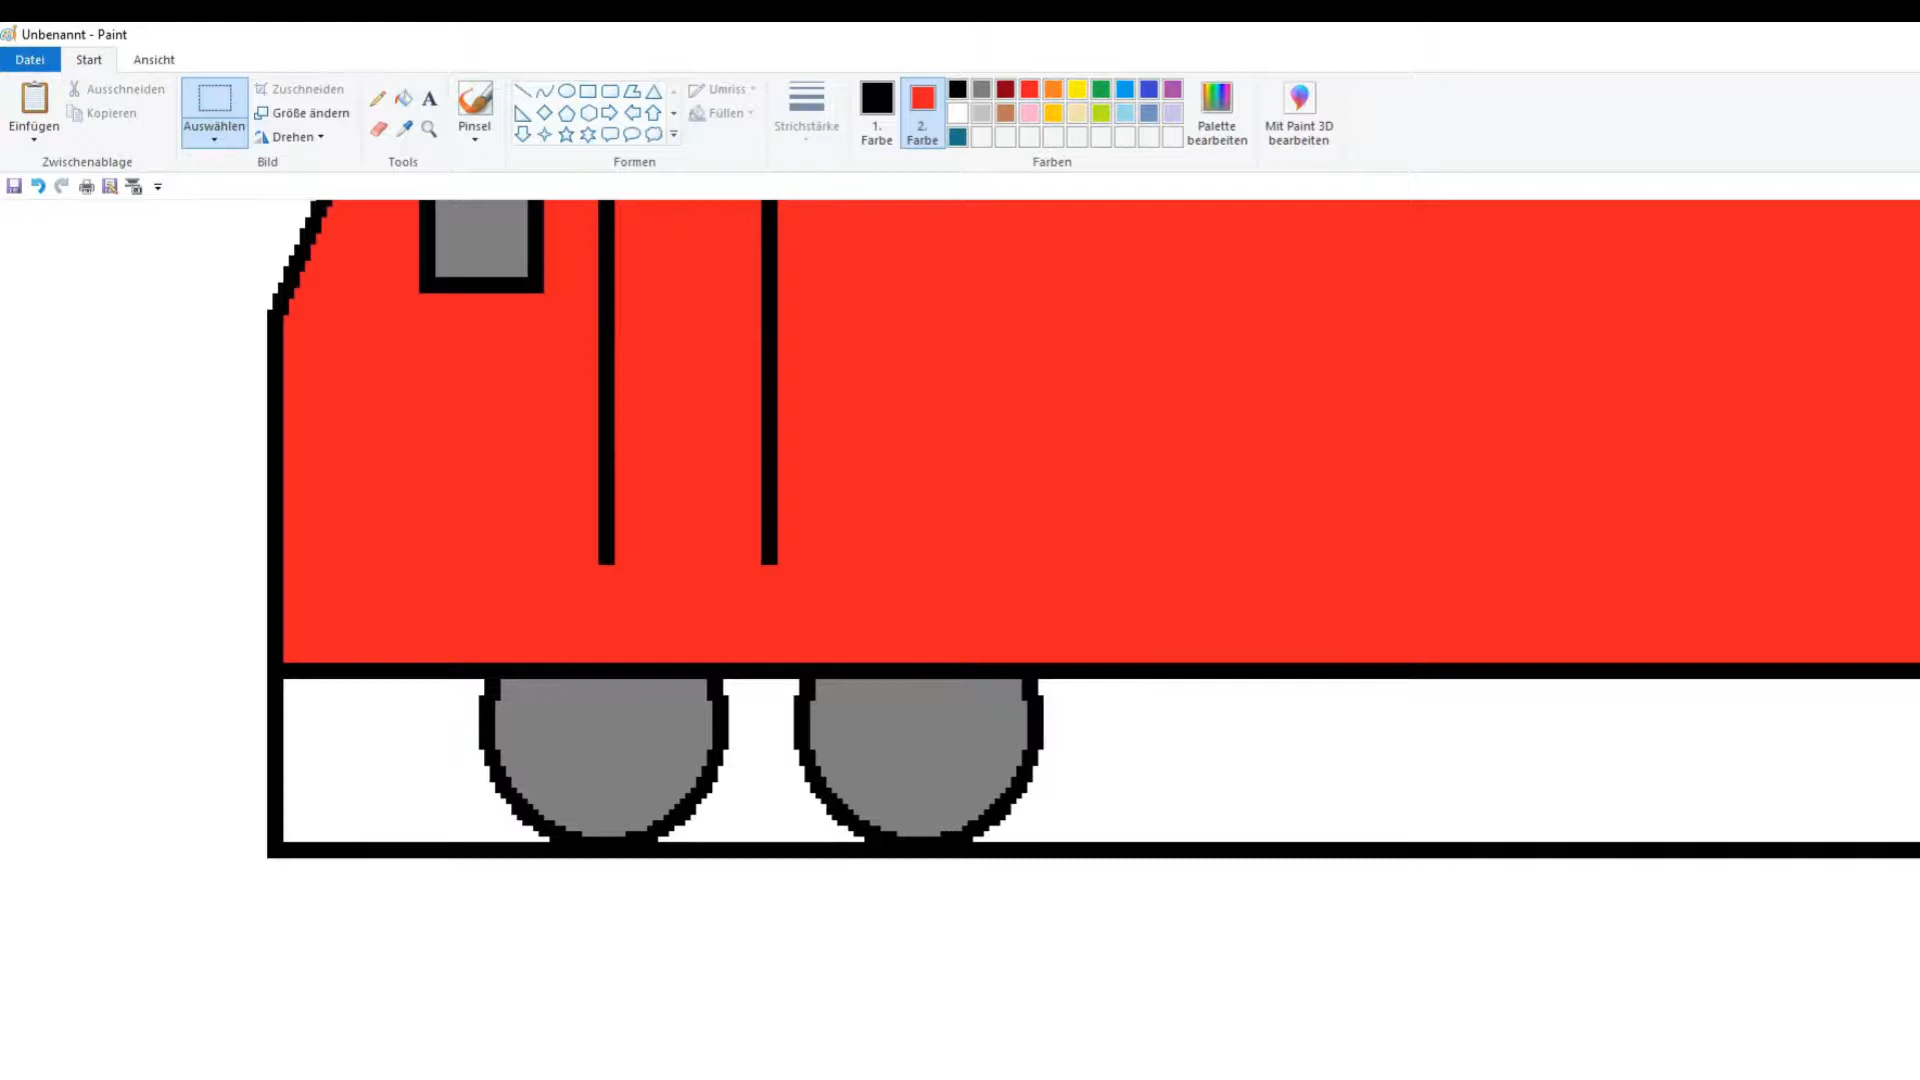 Unbenannt - Paint
Datei Start Ansicht
Einfügen
Ausschneiden
Kopieren
Zwischenablage
Auswählen
Zuschneiden
Größe ändern
Drehen
Bild
A
Tools
Pinsel
Umriss
Füllen
Formen
Strichstärke
1.
Farbe
2.
Farbe
Palette
bearbeiten
Farben
Mit Paint 3D
bearbeiten